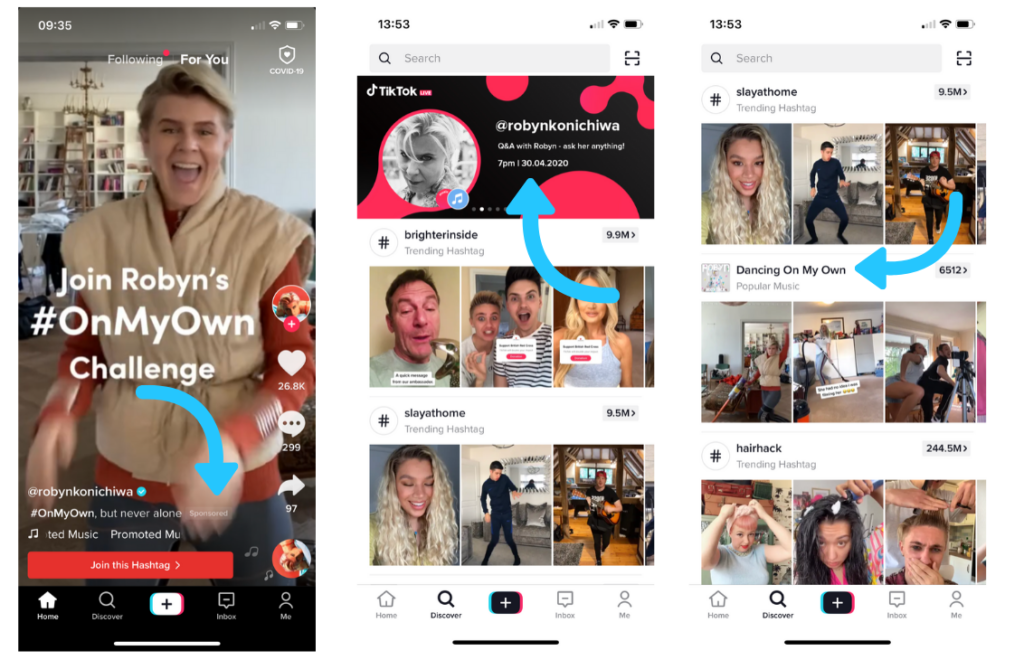 09:35
Following For You
COVID-19
Join Robyn's
#OnMyOwn
Challenge
26.8K
299
97
@robynkonichiwa
#OnMyOwn, but never alone Sponsored
ted Music Promoted Mu
Join this Hashtag >
Home Discover Inbox Me
13:53
Search
TikTok LIVE
@robynkonichiwa
Q&A with Robyn - ask her anything!
7pm | 30.04.2020
# brighterinside 9.9M>
Trending Hashtag
A quick message
from our ambassador
# slayathome 9.5M>
Trending Hashtag
Home Discover Inbox Me
13:53
Search
# slayathome 9.5M>
Trending Hashtag
Dancing On My Own 6512>
Popular Music
# hairhack 244.5M>
Trending Hashtag
Home Discover Inbox Me